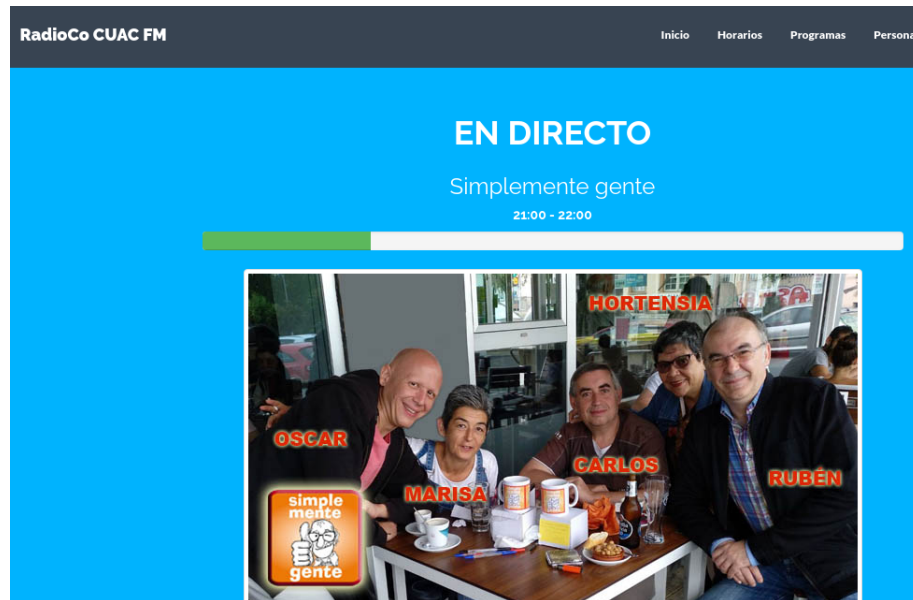 RadioCo CUAC FM
Inicio Horarios Programas
EN DIRECTO
Simplemente gente
21:00 - 22:00
HORTENSIA
OSCAR
CARLOS
MARISA
RUBÉN
simple
mente
gente